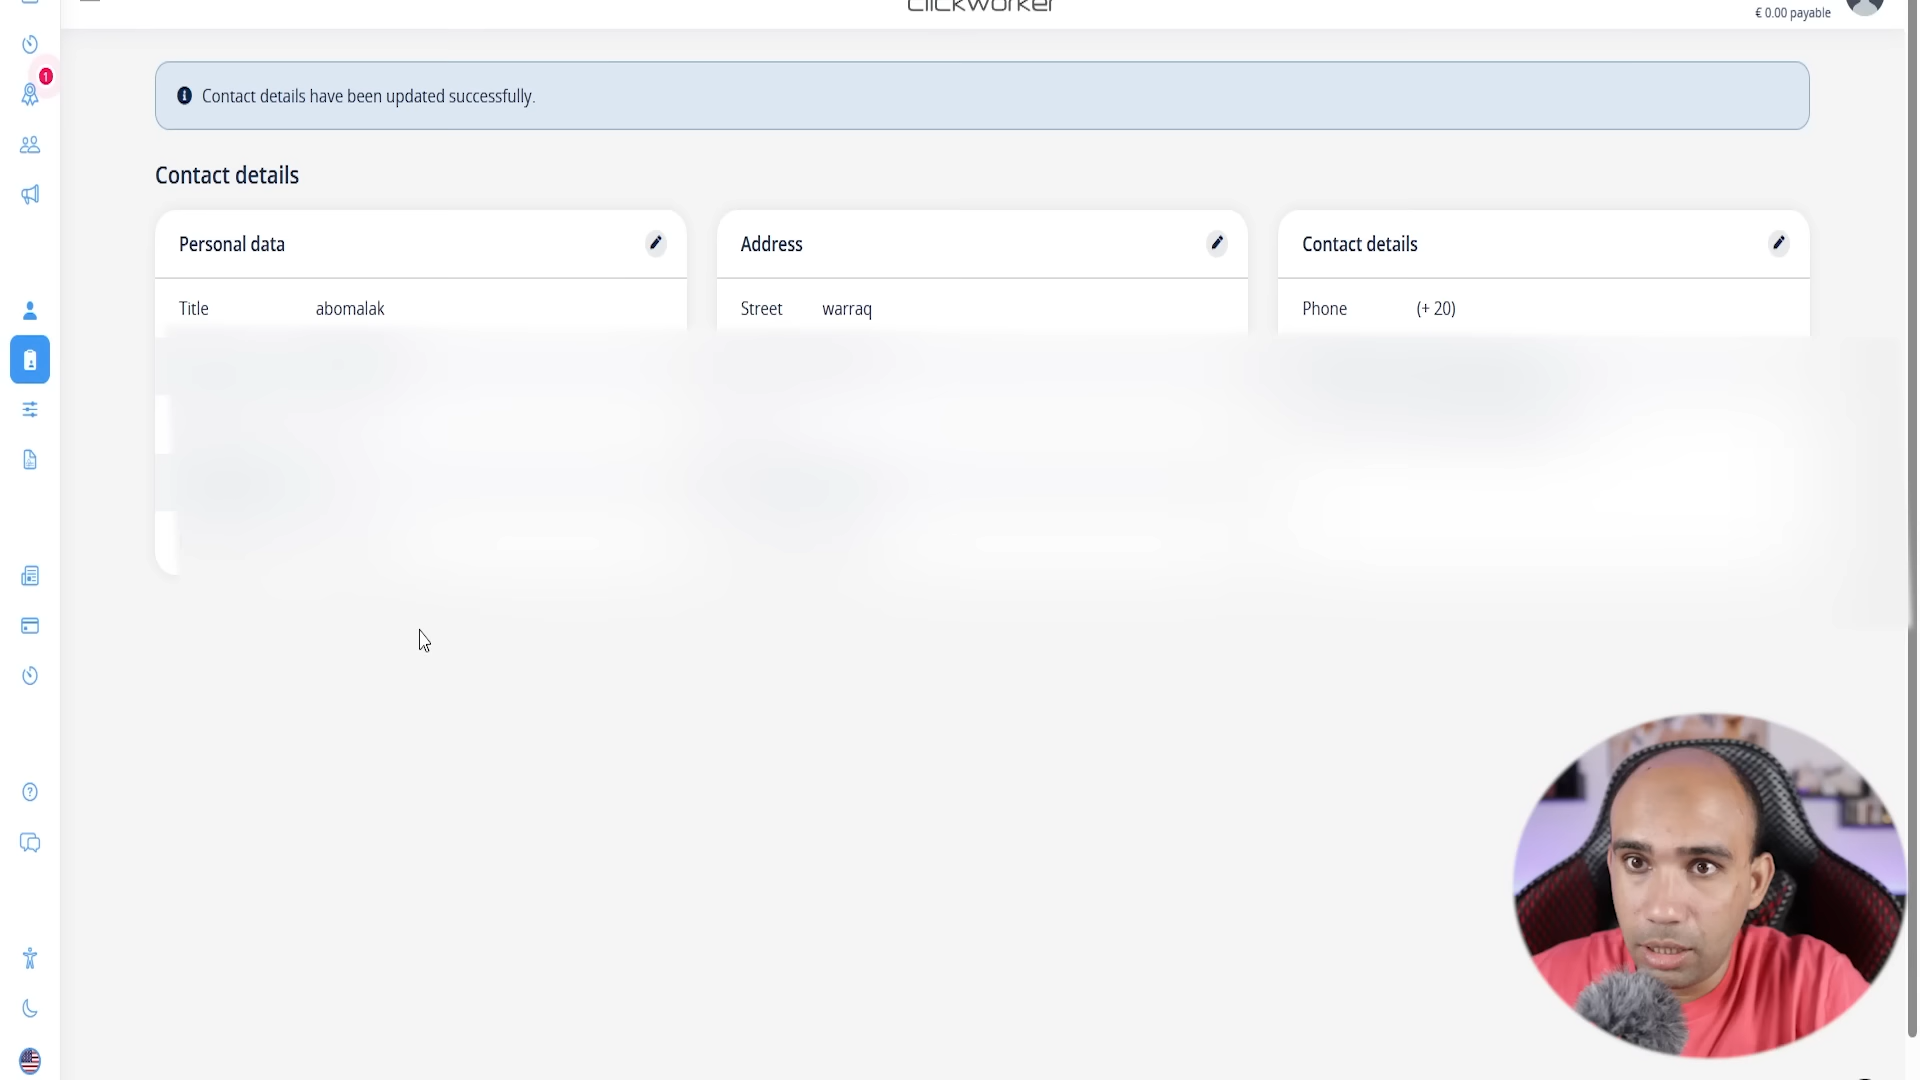 clickworker
€ 0.00 payable
1
Contact details have been updated successfully.
Contact details
Personal data
Address
Contact details
Title abomalak
Street warraq
Phone (+ 20)